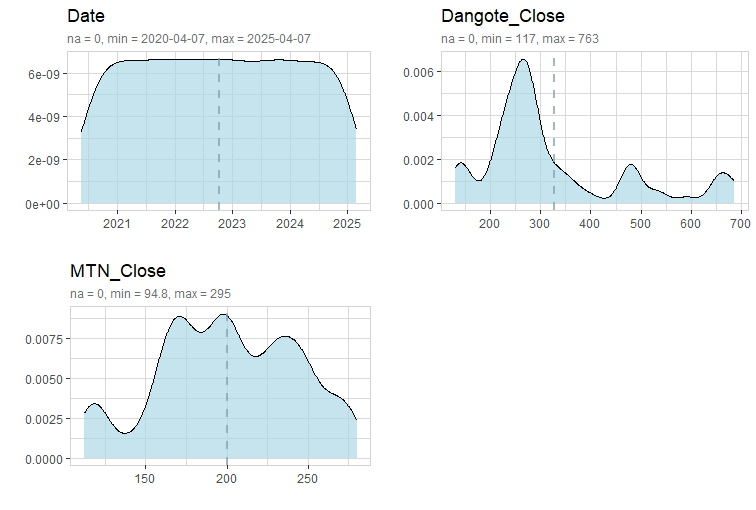 Date
na = 0, min = 2020-04-07, max = 2025-04-07
6e-09
4e-09
2e-09
0e+00
2021 2022 2023 2024 2025
Dangote_Close
na = 0, min = 117, max = 763
0.006
0.004
0.002
0.000
200 300 400 500 600 700
MTN_Close
na = 0, min = 94.8, max = 295
0.0075
0.0050
0.0025
0.0000
150 200 250